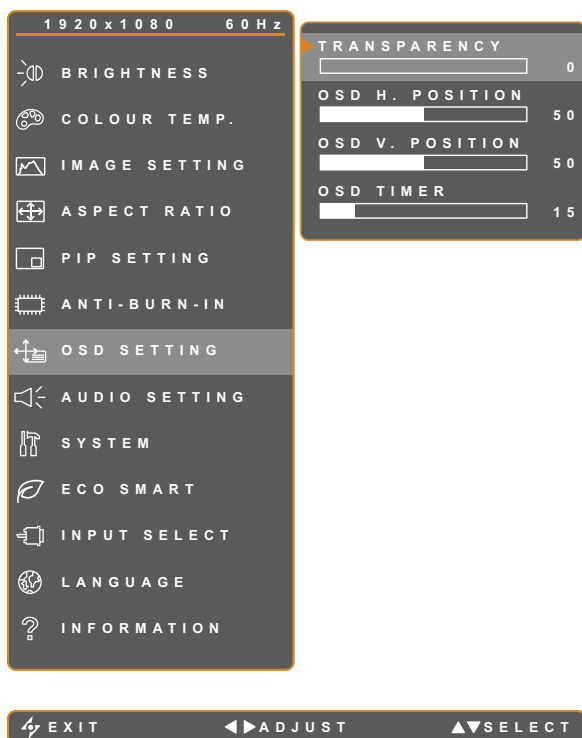 1920x1080 60Hz
BRIGHTNESS
COLOUR TEMP.
IMAGE SETTING
ASPECT RATIO
PIP SETTING
ANTI-BURN-IN
OSD SETTING
AUDIO SETTING
SYSTEM
ECO SMART
INPUT SELECT
LANGUAGE
INFORMATION
TRANSPARENCY
0
OSD H. POSITION
50
OSD V. POSITION
50
OSD TIMER
15
EXIT ADJUST SELECT